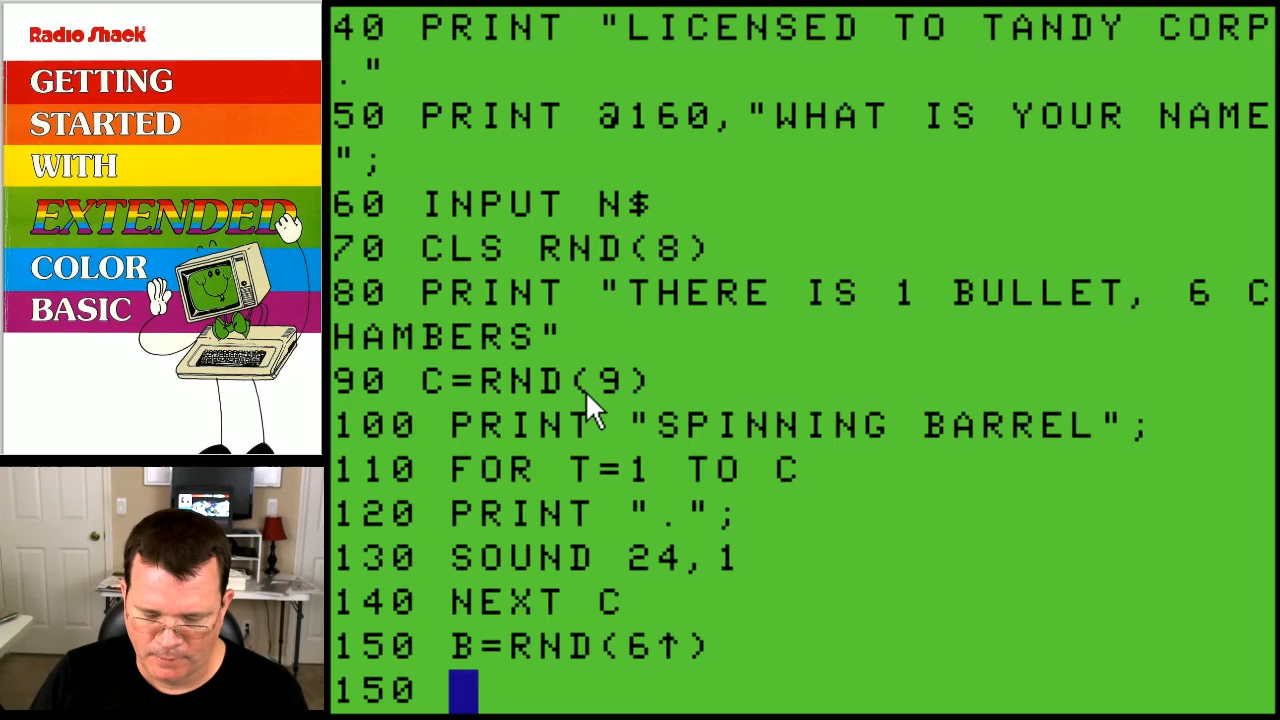 Radio Shack
GETTING
STARTED
WITH
EXTENDED
COLOR
BASIC
40 PRINT "LICENSED TO TANDY CORP
."
50 PRINT @160,"WHAT IS YOUR NAME
";
60 INPUT N$
70 CLS RND(8)
80 PRINT "THERE IS 1 BULLET, 6 C
HAMBERS"
90 C=RND(9)
100 PRINT "SPINNING BARREL";
110 FOR T=1 TO C
120 PRINT ".";
130 SOUND 24,1
140 NEXT C
150 B=RND(6↑)
150